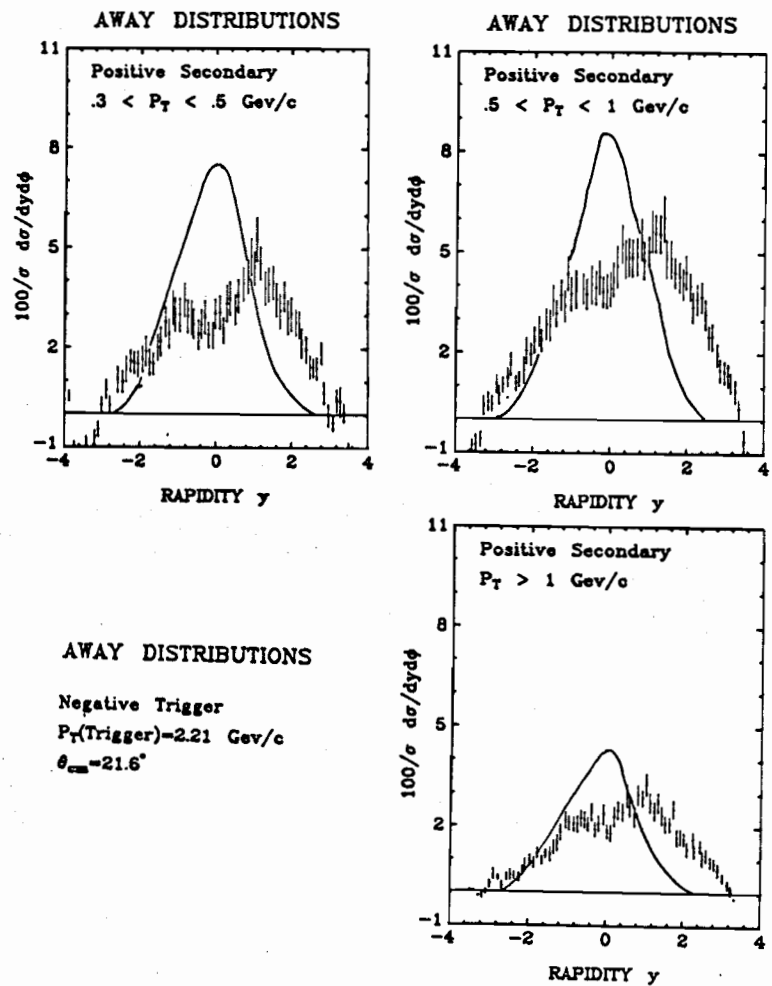 AWAY DISTRIBUTIONS
11
8
5
2
-1
100/σ dσ/dydϕ
Positive Secondary
.3 < P_T < .5 Gev/c
-4
-2
0
2
4
RAPIDITY y
AWAY DISTRIBUTIONS
11
8
5
2
-1
100/σ dσ/dydϕ
Positive Secondary
.5 < P_T < 1 Gev/c
-4
-2
0
2
4
RAPIDITY y
11
8
5
2
-1
100/σ dσ/dydϕ
Positive Secondary
P_T > 1 Gev/c
-4
-2
0
2
4
RAPIDITY y
AWAY DISTRIBUTIONS
Negative Trigger
P_T(Trigger)=2.21 Gev/c
θ_cm=21.6°